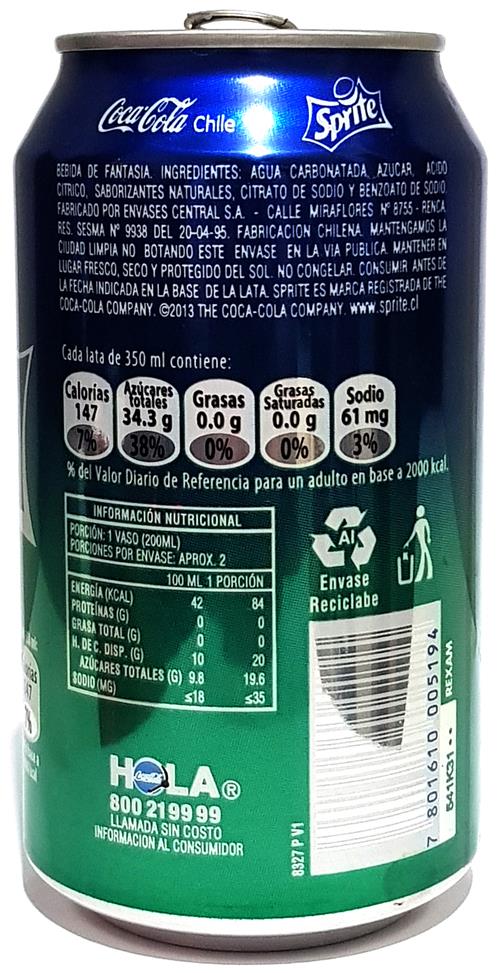 Coca-Cola Chile
Sprite
BEBIDA DE FANTASIA. INGREDIENTES: AGUA CARBONATADA, AZUCAR, ACIDO
CITRICO, SABORIZANTES NATURALES, CITRATO DE SODIO Y BENZOATO DE SODIO.
FABRICADO POR ENVASES CENTRAL S.A. - CALLE MIRAFLORES Nº 8755 - RENCA.
RES. SESMA Nº 9938 DEL 20-04-95. FABRICACION CHILENA. MANTENGAMOS LA
CIUDAD LIMPIA NO BOTANDO ESTE ENVASE EN LA VIA PUBLICA. MANTENER EN
LUGAR FRESCO, SECO Y PROTEGIDO DEL SOL. NO CONGELAR. CONSUMIR ANTES DE
LA FECHA INDICADA EN LA BASE DE LA LATA. SPRITE ES MARCA REGISTRADA DE THE
COCA-COLA COMPANY. ©2013 THE COCA-COLA COMPANY. www.sprite.cl
Cada lata de 350 ml contiene:
Calorías 147 7%
Azúcares totales 34.3 g 38%
Grasas 0.0 g 0%
Grasas Saturadas 0.0 g 0%
Sodio 61 mg 3%
% del Valor Diario de Referencia para un adulto en base a 2000 kcal.
INFORMACIÓN NUTRICIONAL
PORCIÓN: 1 VASO (200ML)
PORCIONES POR ENVASE: APROX. 2
100 ML 1 PORCIÓN
ENERGÍA (KCAL) 42 84
PROTEÍNAS (G) 0 0
GRASA TOTAL (G) 0 0
H. DE C. DISP. (G) 10 20
AZÚCARES TOTALES (G) 9.8 19.6
SODIO (MG) ≤18 ≤35
Al
Envase
Reciclabe
HOLA®
800 21 99 99
LLAMADA SIN COSTO
INFORMACION AL CONSUMIDOR
8327 P V1
7 801610 005194
641K31 - - REXAM